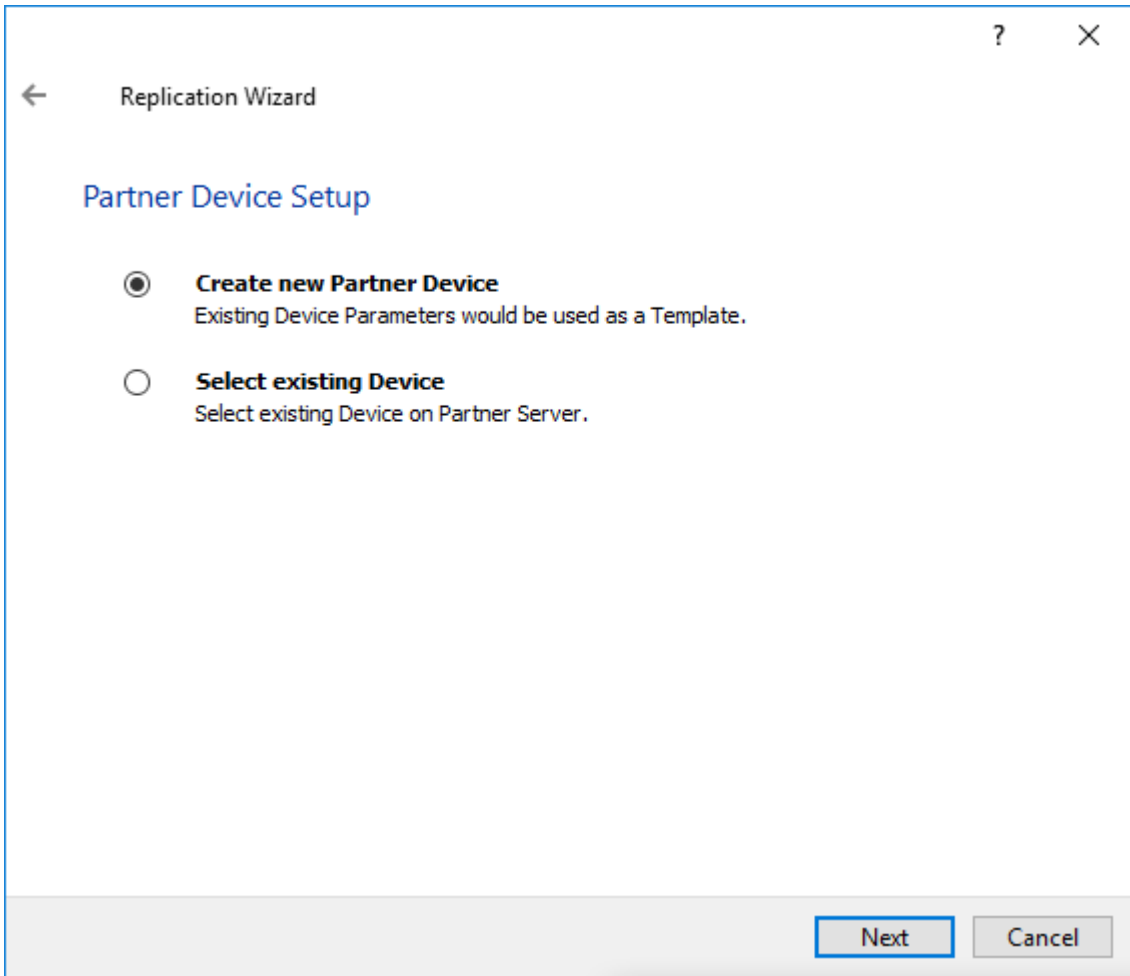 ?
Replication Wizard
Partner Device Setup
Create new Partner Device
Existing Device Parameters would be used as a Template.
Select existing Device
Select existing Device on Partner Server.
Next Cancel